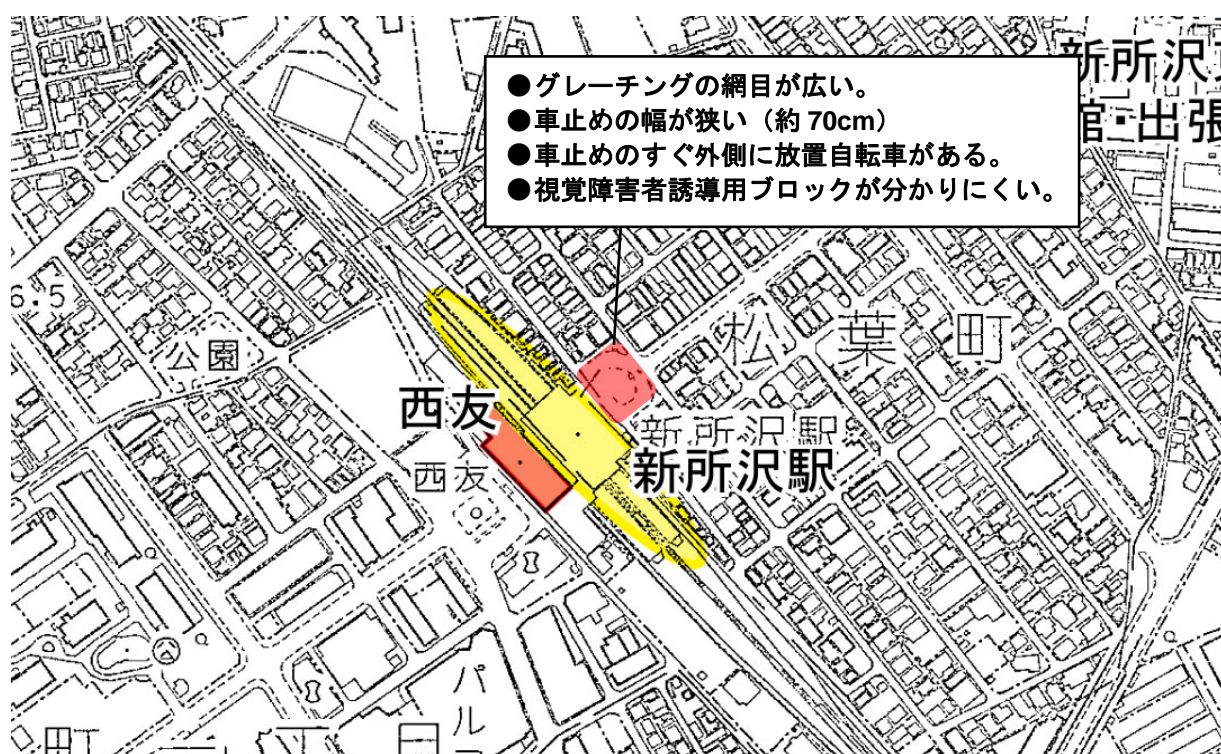 新所沢
館・出張
●グレーチングの網目が広い。
●車止めの幅が狭い（約 70cm）
●車止めのすぐ外側に放置自転車がある。
●視覚障害者誘導用ブロックが分かりにくい。
6.5
公園
松葉町
西友
西友
新所沢駅
新所沢駅
パル
町